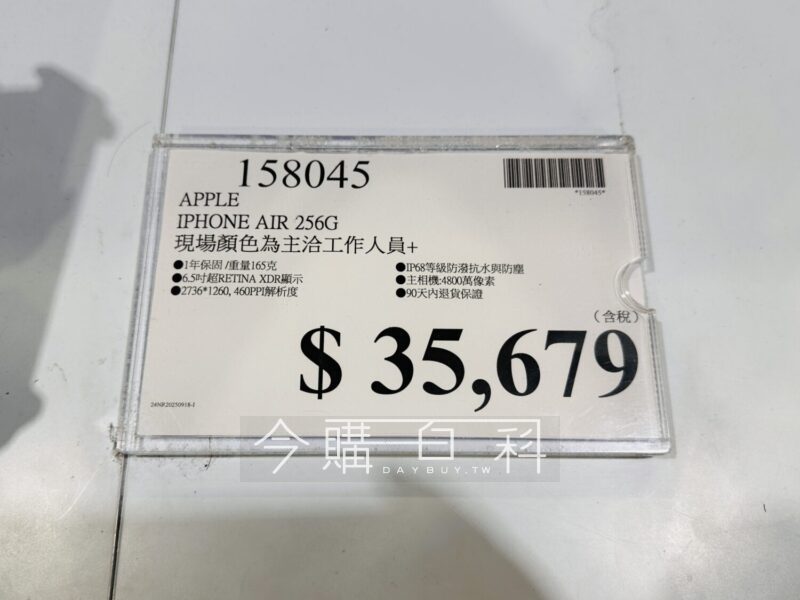 158045
*158045*
APPLE
IPHONE AIR 256G
現場顏色為主洽工作人員+
●1年保固 /重量165克
●6.5吋超RETINA XDR顯示
●2736*1260, 460PPI解析度
●IP68等級防潑抗水與防塵
●主相機:4800萬像素
●90天內退貨保證
(含稅)
$ 35,679
24NR20250918-1
今購百科
DAYBUY.TW